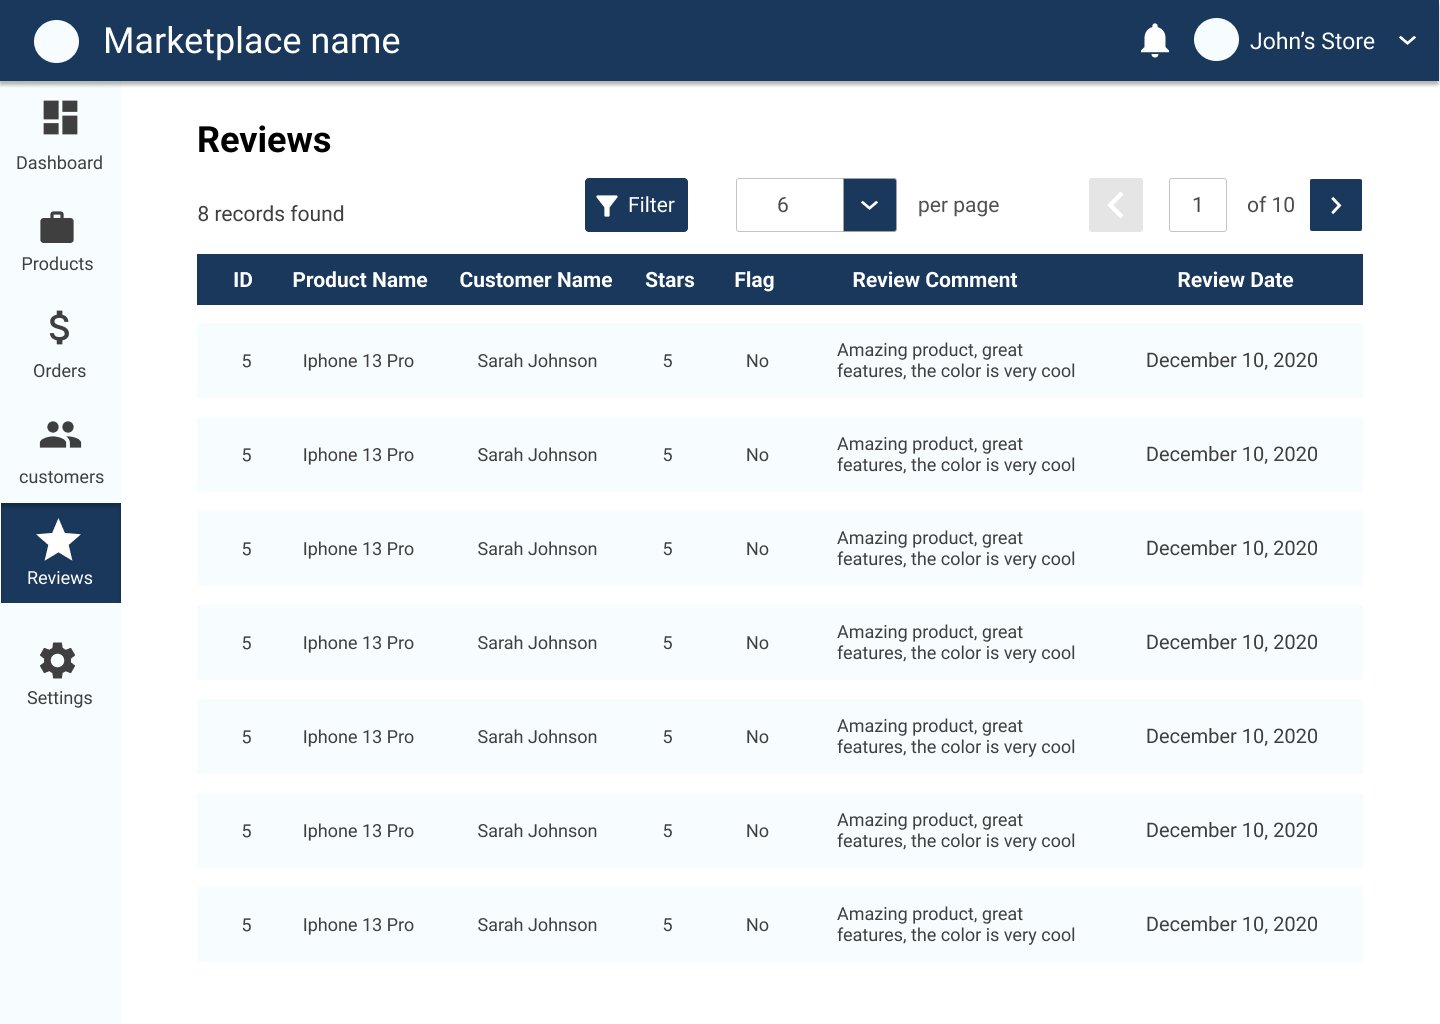 Marketplace name
John’s Store
Dashboard
Products
Orders
customers
Reviews
Settings
Reviews
8 records found
Filter
6
per page
1
of 10
ID Product Name Customer Name Stars Flag Review Comment Review Date
5 Iphone 13 Pro Sarah Johnson 5 No Amazing product, great
features, the color is very cool December 10, 2020
5 Iphone 13 Pro Sarah Johnson 5 No Amazing product, great
features, the color is very cool December 10, 2020
5 Iphone 13 Pro Sarah Johnson 5 No Amazing product, great
features, the color is very cool December 10, 2020
5 Iphone 13 Pro Sarah Johnson 5 No Amazing product, great
features, the color is very cool December 10, 2020
5 Iphone 13 Pro Sarah Johnson 5 No Amazing product, great
features, the color is very cool December 10, 2020
5 Iphone 13 Pro Sarah Johnson 5 No Amazing product, great
features, the color is very cool December 10, 2020
5 Iphone 13 Pro Sarah Johnson 5 No Amazing product, great
features, the color is very cool December 10, 2020